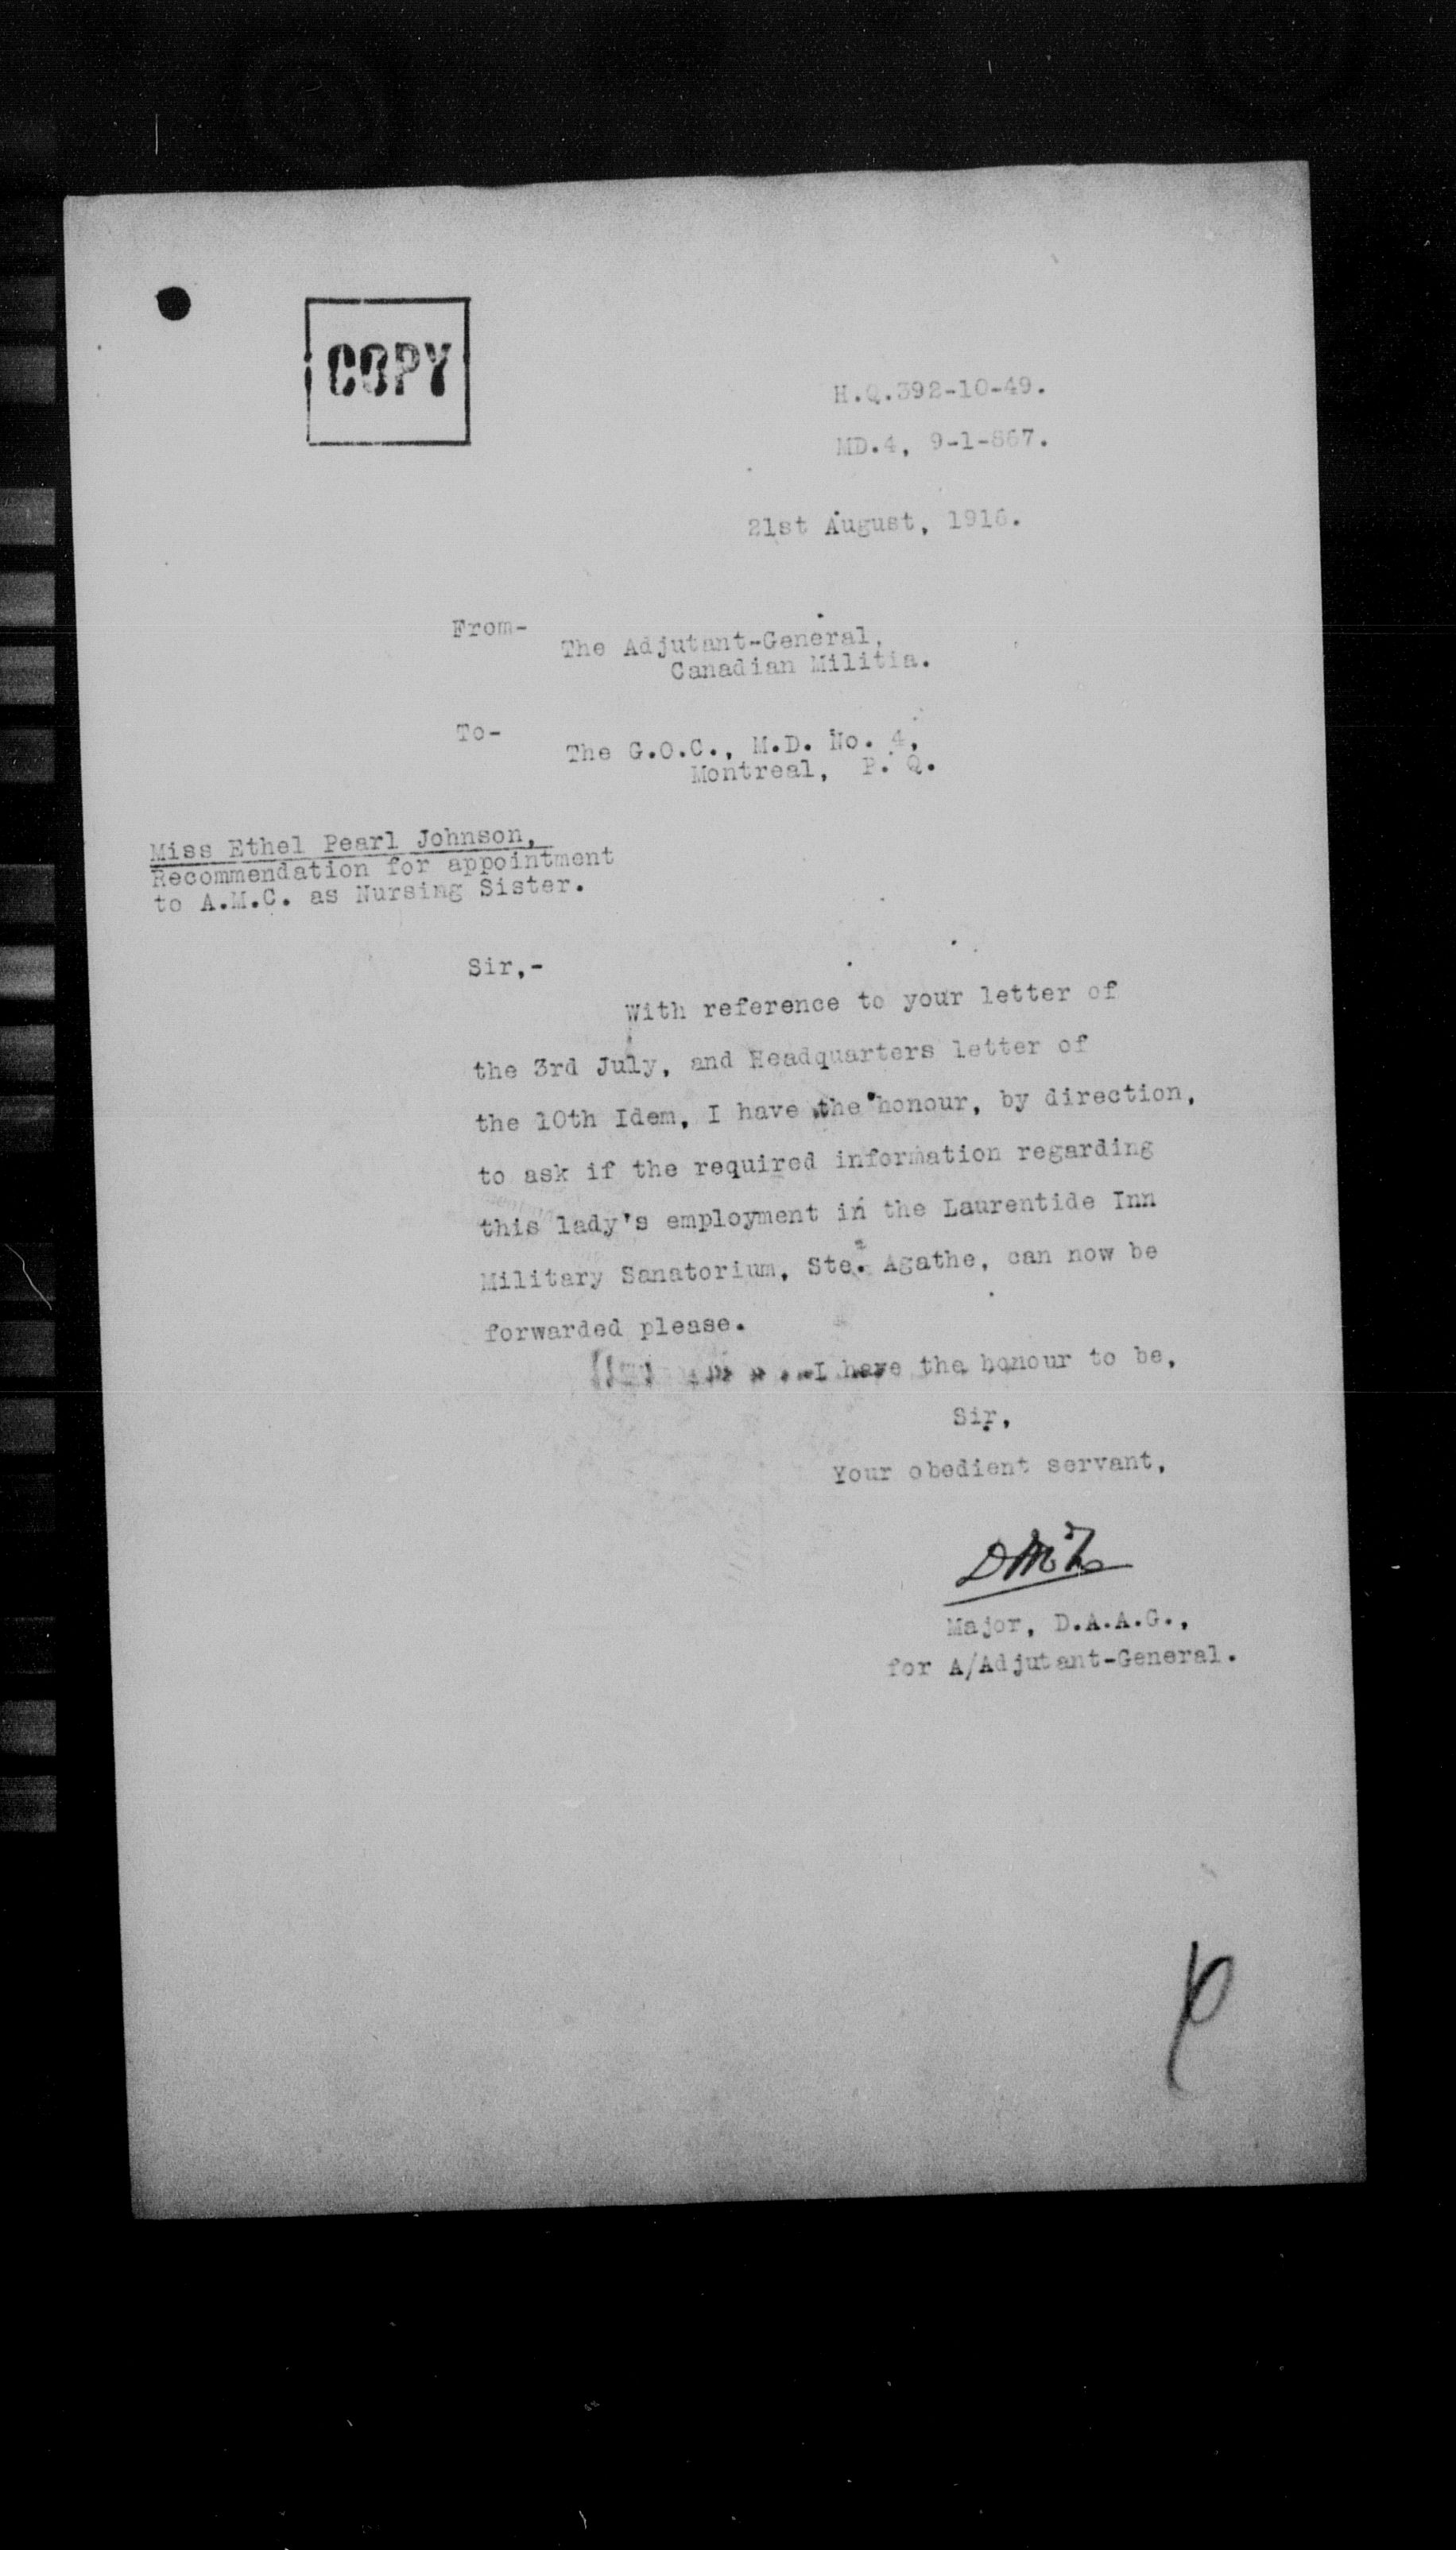 COPY
H.Q.392-10-49.
MD.4, 9-1-867.
21st August, 1916.
From-
The Adjutant-General,
Canadian Militia.
To-
The G.O.C., M.D. No. 4,
Montreal, P. Q.
Miss Ethel Pearl Johnson,
Recommendation for appointment
to A.M.C. as Nursing Sister.
Sir,-
With reference to your letter of
the 3rd July, and Headquarters letter of
the 10th Idem, I have the honour, by direction,
to ask if the required information regarding
this lady's employment in the Laurentide Inn
Military Sanatorium, Ste. Agathe, can now be
forwarded please.
I have the honour to be,
Sir,
Your obedient servant,
Major, D.A.A.G.,
for A/Adjutant-General.